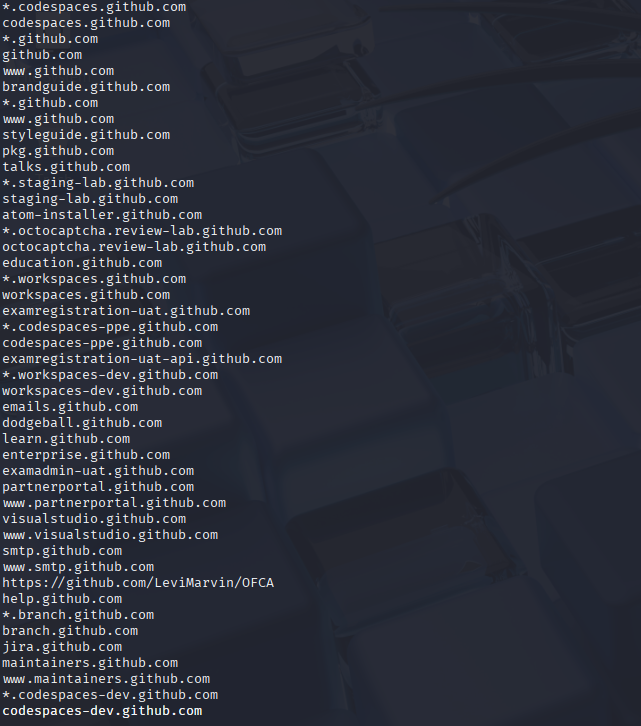 *.codespaces.github.com
codespaces.github.com
*.github.com
github.com
www.github.com
brandguide.github.com
*.github.com
www.github.com
styleguide.github.com
pkg.github.com
talks.github.com
*.staging-lab.github.com
staging-lab.github.com
atom-installer.github.com
*.octocaptcha.review-lab.github.com
octocaptcha.review-lab.github.com
education.github.com
*.workspaces.github.com
workspaces.github.com
examregistration-uat.github.com
*.codespaces-ppe.github.com
codespaces-ppe.github.com
examregistration-uat-api.github.com
*.workspaces-dev.github.com
workspaces-dev.github.com
emails.github.com
dodgeball.github.com
learn.github.com
enterprise.github.com
examadmin-uat.github.com
partnerportal.github.com
www.partnerportal.github.com
visualstudio.github.com
www.visualstudio.github.com
smtp.github.com
www.smtp.github.com
https://github.com/LeviMarvin/OFCA
help.github.com
*.branch.github.com
branch.github.com
jira.github.com
maintainers.github.com
www.maintainers.github.com
*.codespaces-dev.github.com
codespaces-dev.github.com